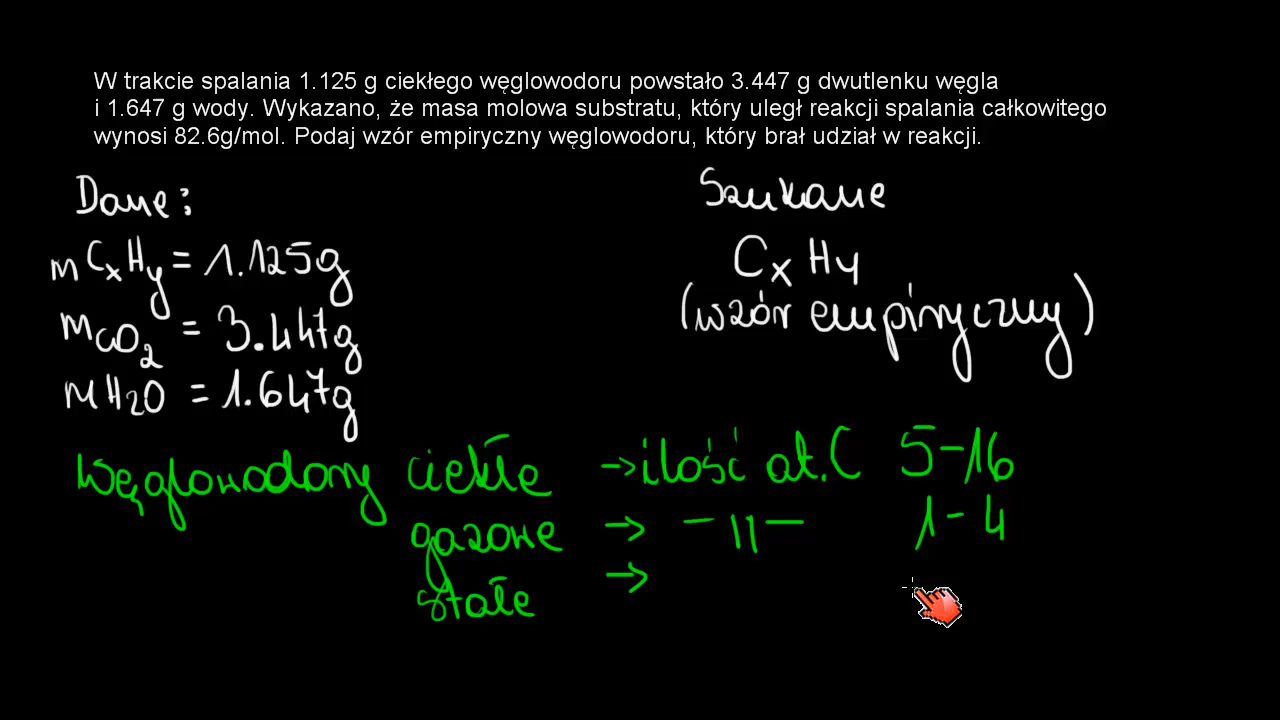 W trakcie spalania 1.125 g ciekłego węglowodoru powstało 3.447 g dwutlenku węgla
i 1.647 g wody. Wykazano, że masa molowa substratu, który uległ reakcji spalania całkowitego
wynosi 82.6g/mol. Podaj wzór empiryczny węglowodoru, który brał udział w reakcji.
Dane:
Szukane
mCxHy = 1.125g
CxHy
(wzór empiryczny)
mCO2 = 3.447g
mH2O = 1.647g
Węglowodory ciekłe → ilość at. C 5-16
gazowe → -11- 1-4
stałe →